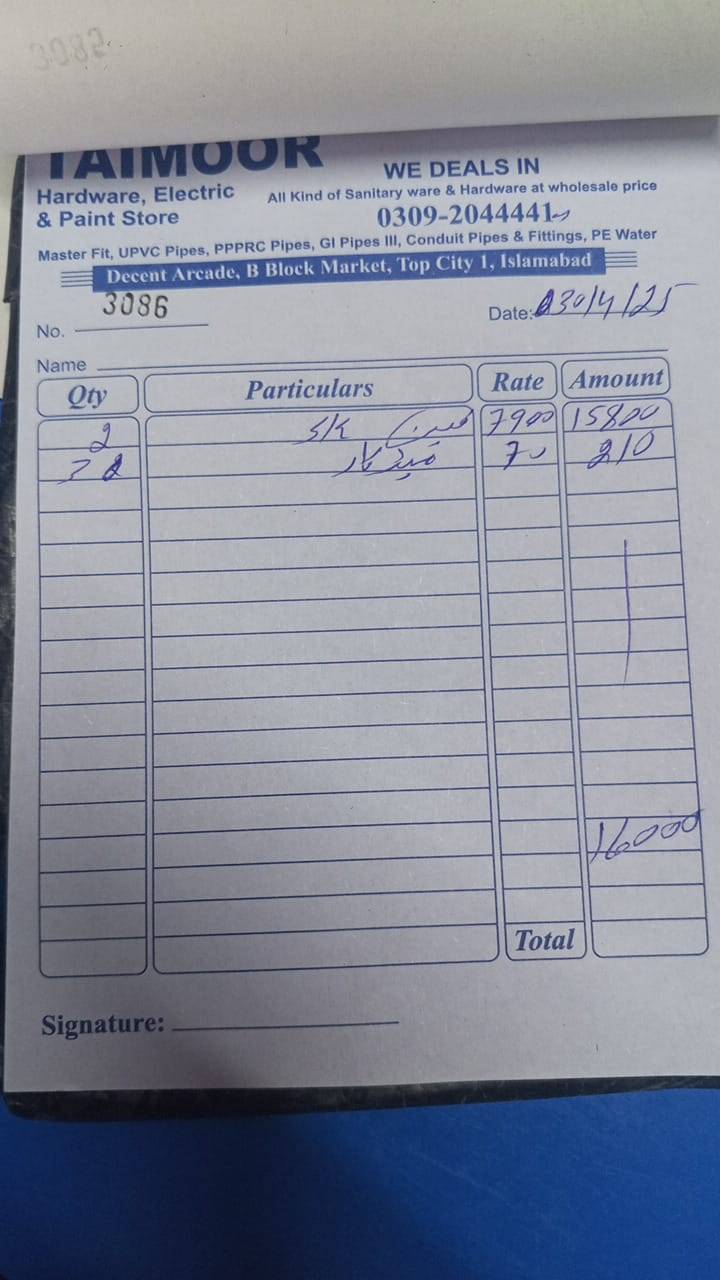 3082
TAIMOOR
Hardware, Electric
& Paint Store
WE DEALS IN
All Kind of Sanitary ware & Hardware at wholesale price
0309-2044441
Master Fit, UPVC Pipes, PPPRC Pipes, GI Pipes III, Conduit Pipes & Fittings, PE Water
Decent Arcade, B Block Market, Top City 1, Islamabad
No. 3086
Date: 30/4/25
Name
Qty Particulars Rate Amount
2 فین SK 7900 15800
3 70 210
16000
Total
Signature: